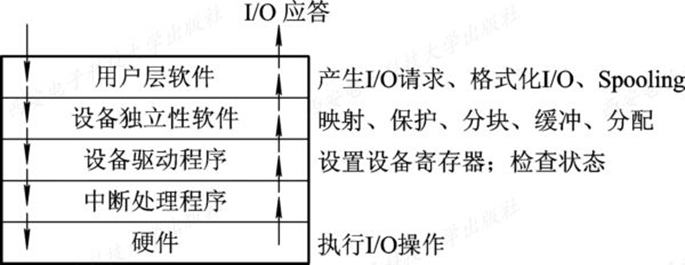 I/O 应答
用户层软件 产生I/O请求、格式化I/O、Spooling
设备独立性软件 映射、保护、分块、缓冲、分配
设备驱动程序 设置设备寄存器；检查状态
中断处理程序
硬件 执行I/O操作